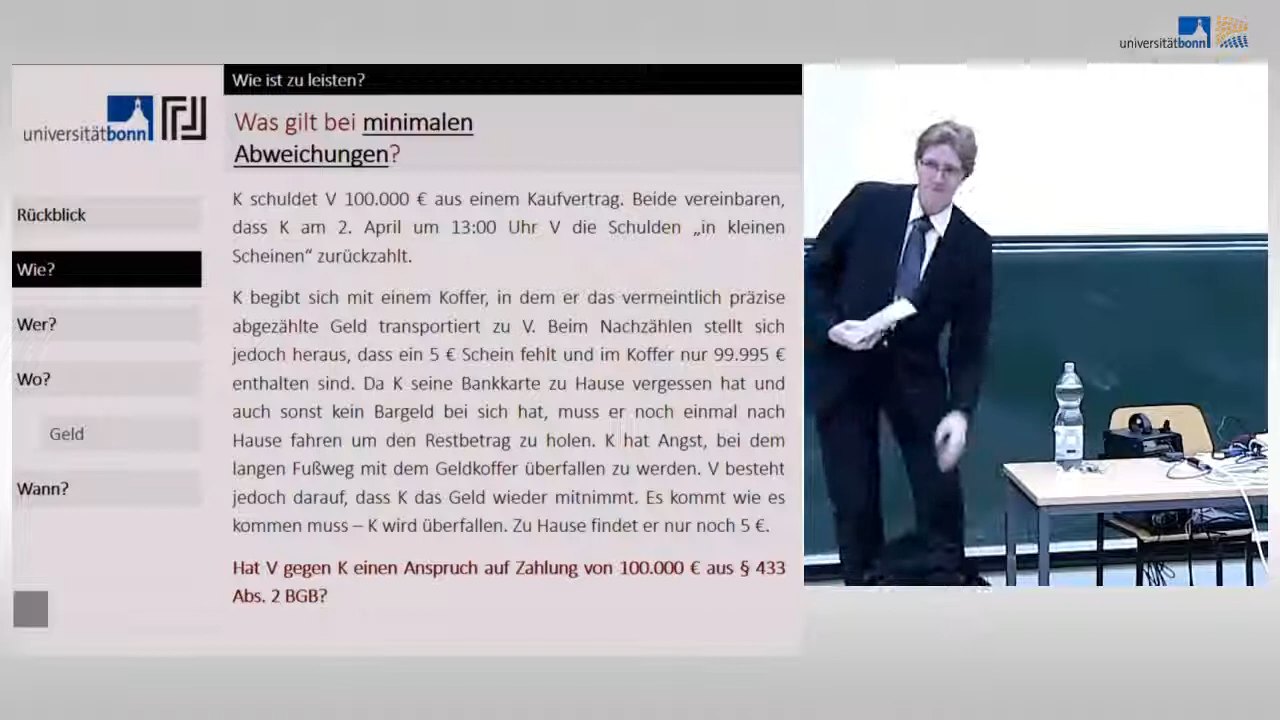 universitätbonn
Wie ist zu leisten?
universitätbonn
Was gilt bei minimalen
Abweichungen?
Rückblick
Wie?
Wer?
Wo?
Geld
Wann?
K schuldet V 100.000 € aus einem Kaufvertrag. Beide vereinbaren,
dass K am 2. April um 13:00 Uhr V die Schulden „in kleinen
Scheinen“ zurückzahlt.
K begibt sich mit einem Koffer, in dem er das vermeintlich präzise
abgezählte Geld transportiert zu V. Beim Nachzählen stellt sich
jedoch heraus, dass ein 5 € Schein fehlt und im Koffer nur 99.995 €
enthalten sind. Da K seine Bankkarte zu Hause vergessen hat und
auch sonst kein Bargeld bei sich hat, muss er noch einmal nach
Hause fahren um den Restbetrag zu holen. K hat Angst, bei dem
langen Fußweg mit dem Geldkoffer überfallen zu werden. V besteht
jedoch darauf, dass K das Geld wieder mitnimmt. Es kommt wie es
kommen muss – K wird überfallen. Zu Hause findet er nur noch 5 €.
Hat V gegen K einen Anspruch auf Zahlung von 100.000 € aus § 433
Abs. 2 BGB?